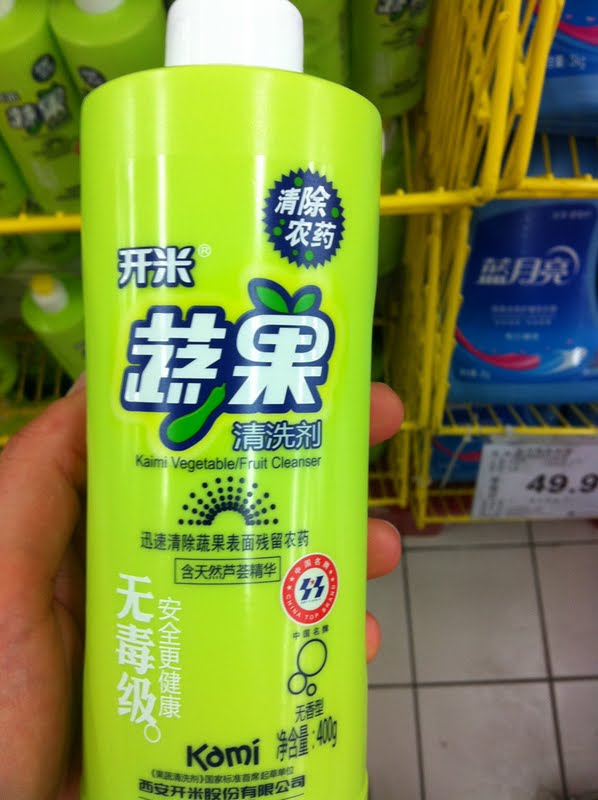 清除
农药
开米®
蔬果
清洗剂
Kaimi Vegetable/Fruit Cleanser
迅速清除蔬果表面残留农药
含天然芦荟精华
中国名牌
CHINA TOP BRAND
中国名牌
无毒级
安全更健康
无香型
净含量:400g
Kami
《果蔬清洗剂》国家标准首席起草单位
西安开米股份有限公司
蓝月亮
49.9